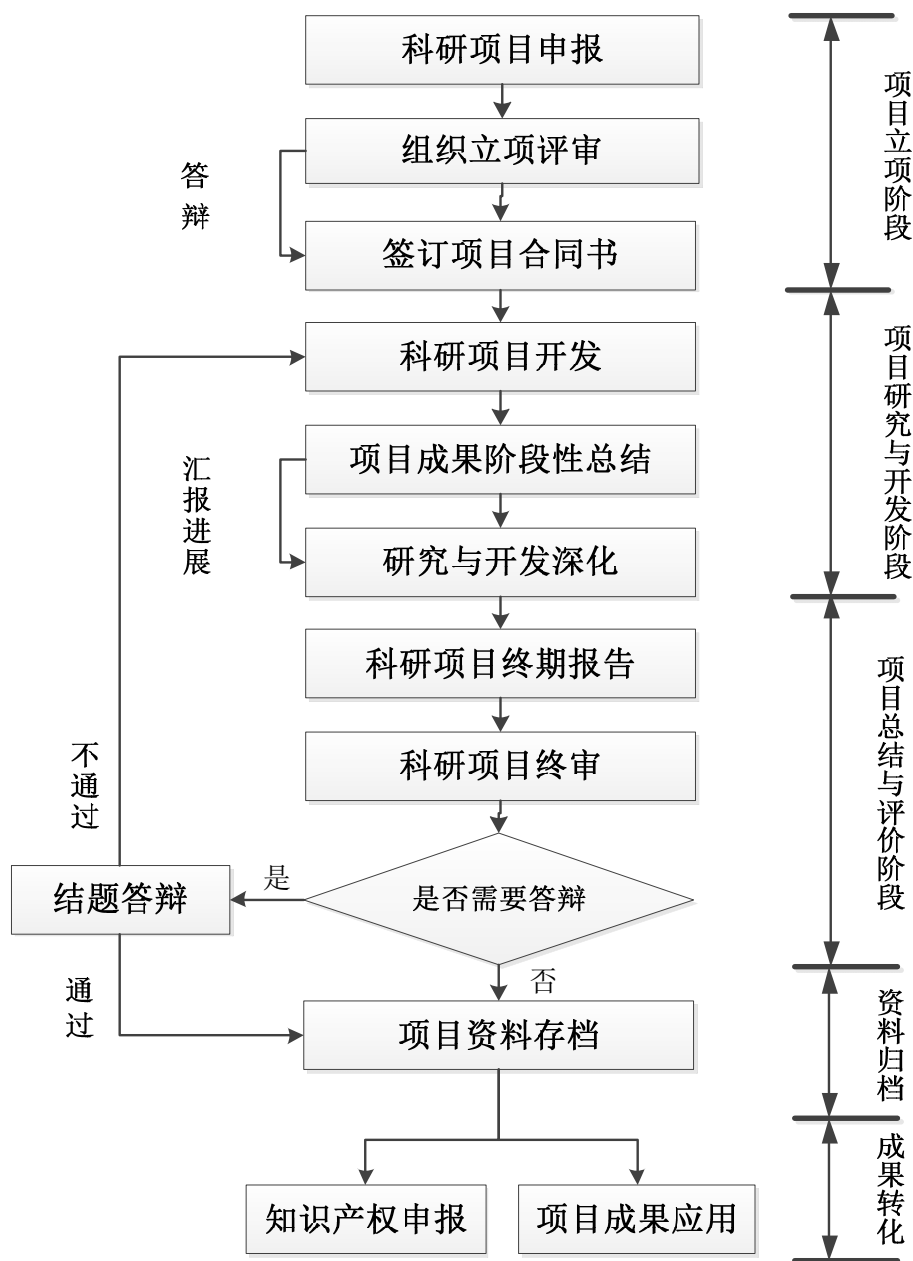 科研项目申报
组织立项评审
答辩
签订项目合同书
项目立项阶段
科研项目开发
项目成果阶段性总结
汇报进展
研究与开发深化
项目研究与开发阶段
科研项目终期报告
科研项目终审
不通过
结题答辩
是
是否需要答辩
项目总结与评价阶段
通过
否
项目资料存档
资料归档
知识产权申报
项目成果应用
成果转化